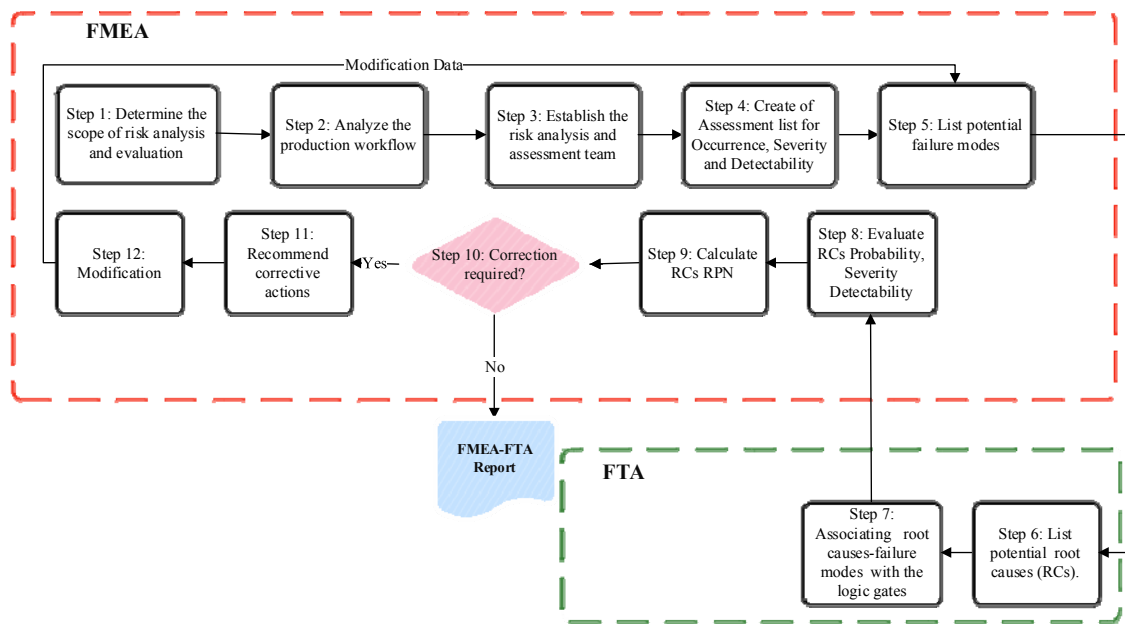 FMEA
Modification Data
Step 1: Determine the
scope of risk analysis
and evaluation
Step 2: Analyze the
production workflow
Step 3: Establish the
risk analysis and
assessment team
Step 4: Create of
Assessment list for
Occurrence, Severity
and Detectability
Step 5: List potential
failure modes
Step 12:
Modification
Step 11:
Recommend
corrective
actions
Yes
Step 10: Correction
required?
Step 9: Calculate
RCs RPN
Step 8: Evaluate
RCs Probability,
Severity
Detectability
No
FMEA-FTA
Report
FTA
Step 7:
Associating root
causes-failure
modes with the
logic gates
Step 6: List
potential root
causes (RCs).